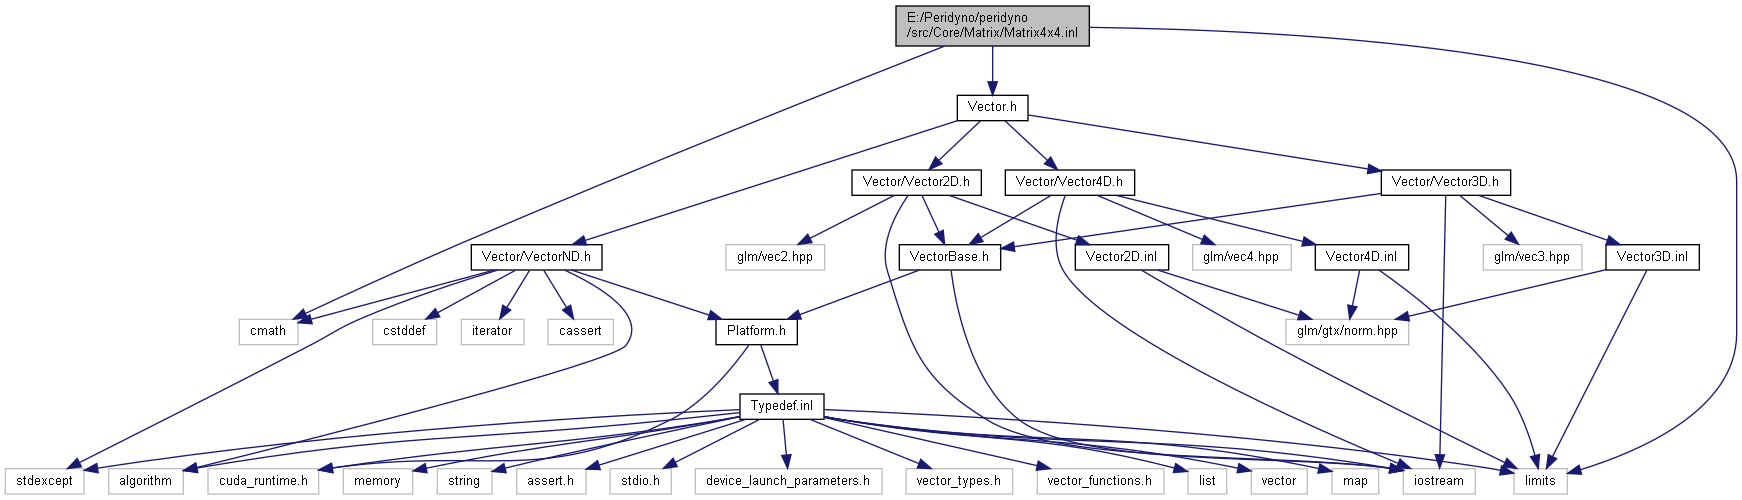 E:/Peridyno/peridyno
/src/Core/Matrix/Matrix4x4.inl
Vector.h
Vector/Vector2D.h
Vector/Vector4D.h
Vector/Vector3D.h
Vector/VectorND.h
glm/vec2.hpp
VectorBase.h
Vector2D.inl
glm/vec4.hpp
Vector4D.inl
glm/vec3.hpp
Vector3D.inl
cmath
cstddef
iterator
cassert
Platform.h
glm/gtx/norm.hpp
Typedef.inl
stdexcept
algorithm
cuda_runtime.h
memory
string
assert.h
stdio.h
device_launch_parameters.h
vector_types.h
vector_functions.h
list
vector
map
iostream
limits